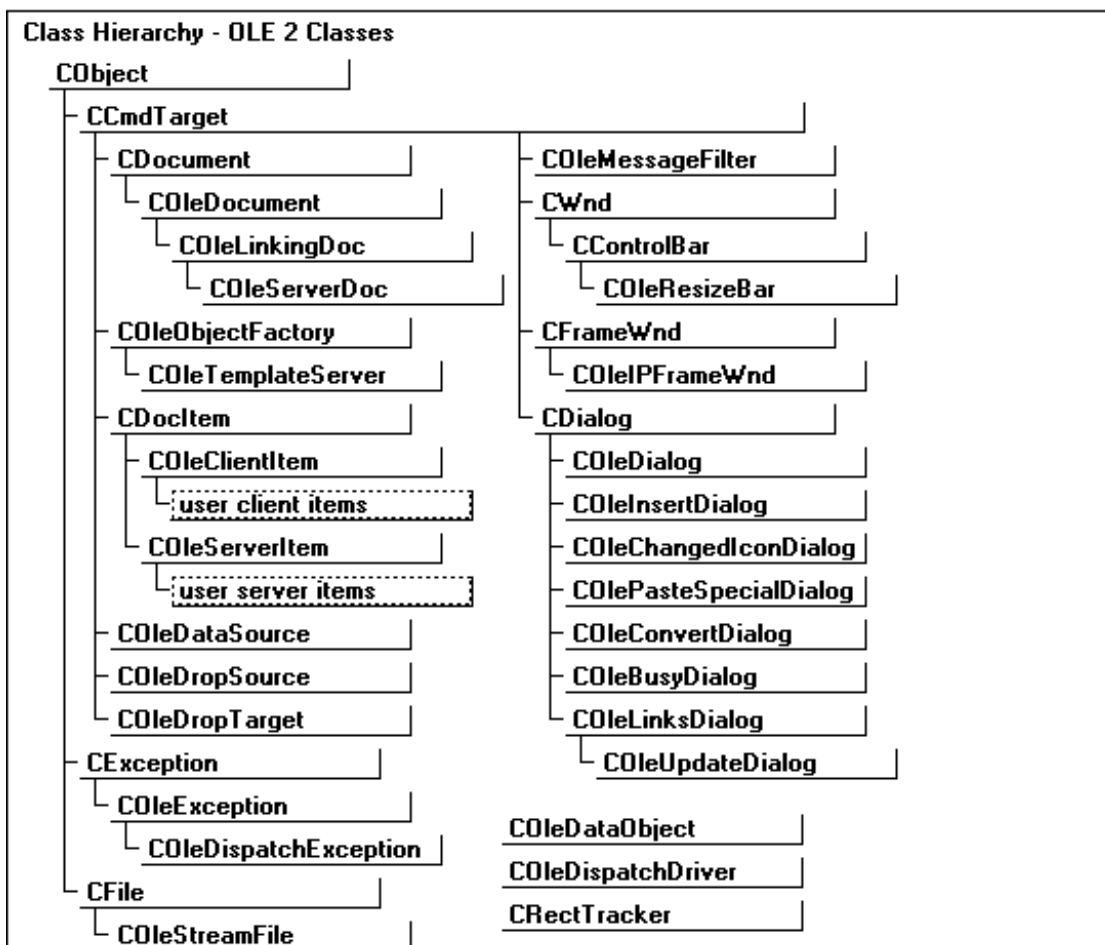 Class Hierarchy - OLE 2 Classes
CObject
CCmdTarget
CDocument
COleDocument
COleLinkingDoc
COleServerDoc
COleObjectFactory
COleTemplateServer
CDocItem
COleClientItem
user client items
COleServerItem
user server items
COleDataSource
COleDropSource
COleDropTarget
CException
COleException
COleDispatchException
CFile
COleStreamFile
COleMessageFilter
CWnd
CControlBar
COleResizeBar
CFrameWnd
COleIPFrameWnd
CDialog
COleDialog
COleInsertDialog
COleChangedIconDialog
COlePasteSpecialDialog
COleConvertDialog
COleBusyDialog
COleLinksDialog
COleUpdateDialog
COleDataObject
COleDispatchDriver
CRectTracker